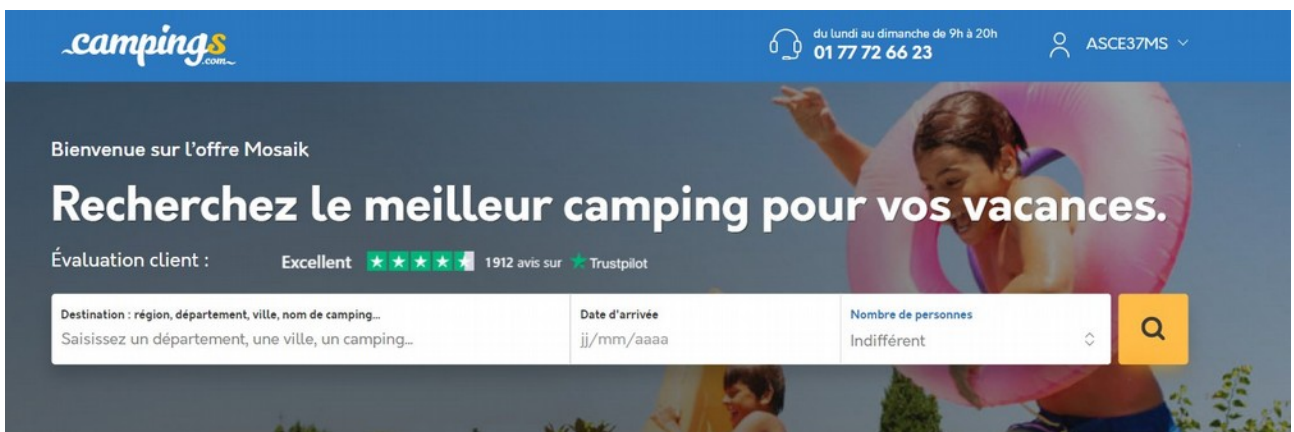 campings
.com
du lundi au dimanche de 9h à 20h
01 77 72 66 23
ASCE37MS
Bienvenue sur l'offre Mosaik
Recherchez le meilleur camping pour vos vacances.
Évaluation client :
Excellent 1912 avis sur Trustpilot
Destination : région, département, ville, nom de camping...
Saisissez un département, une ville, un camping...
Date d'arrivée
jj/mm/aaaa
Nombre de personnes
Indifférent